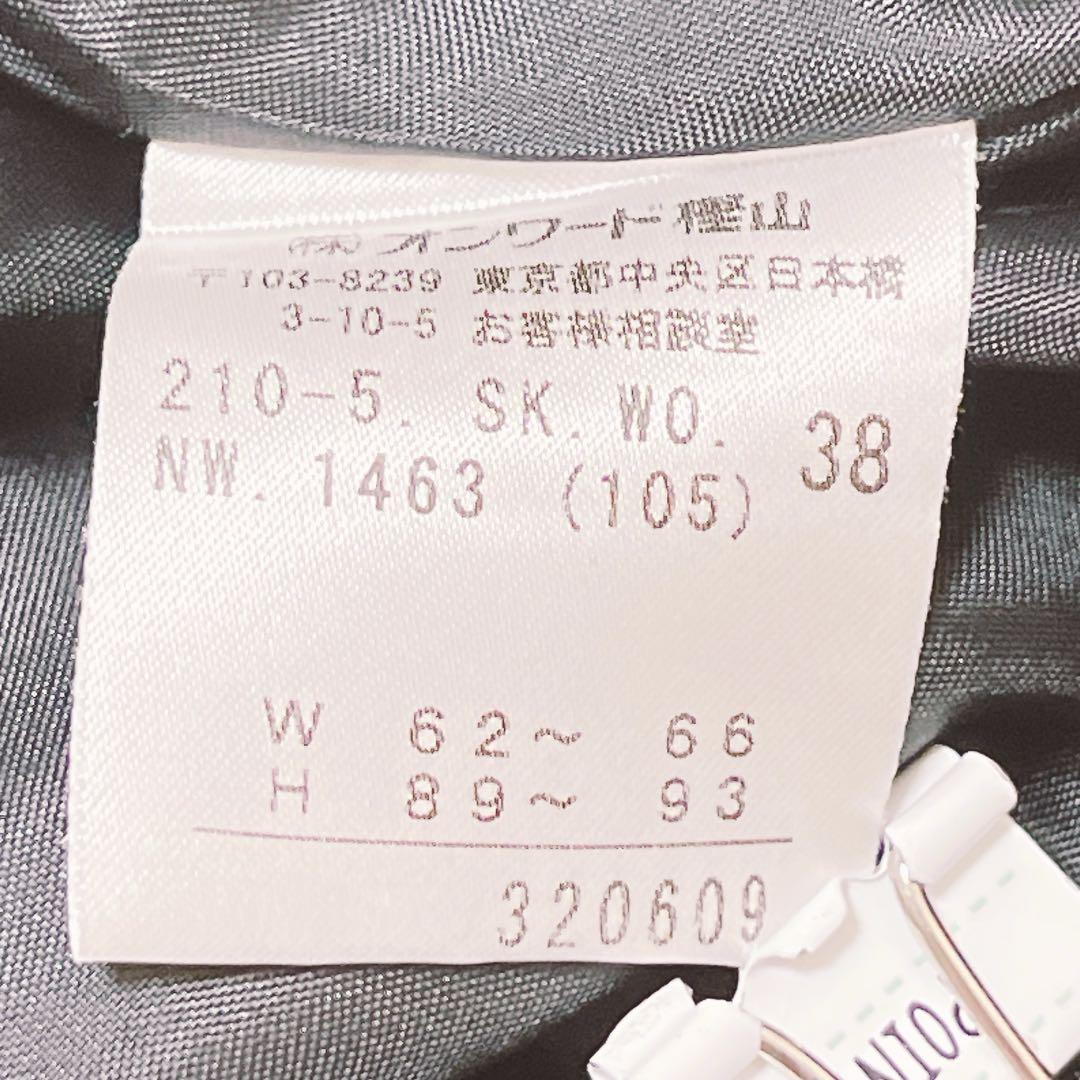 (株)オンワード樫山
〒103-8239 東京都中央区日本橋
3-10-5 お客様相談室
210-5. SK. WO.
NW. 1463 (105) 38
W 62~ 66
H 89~ 93
320609